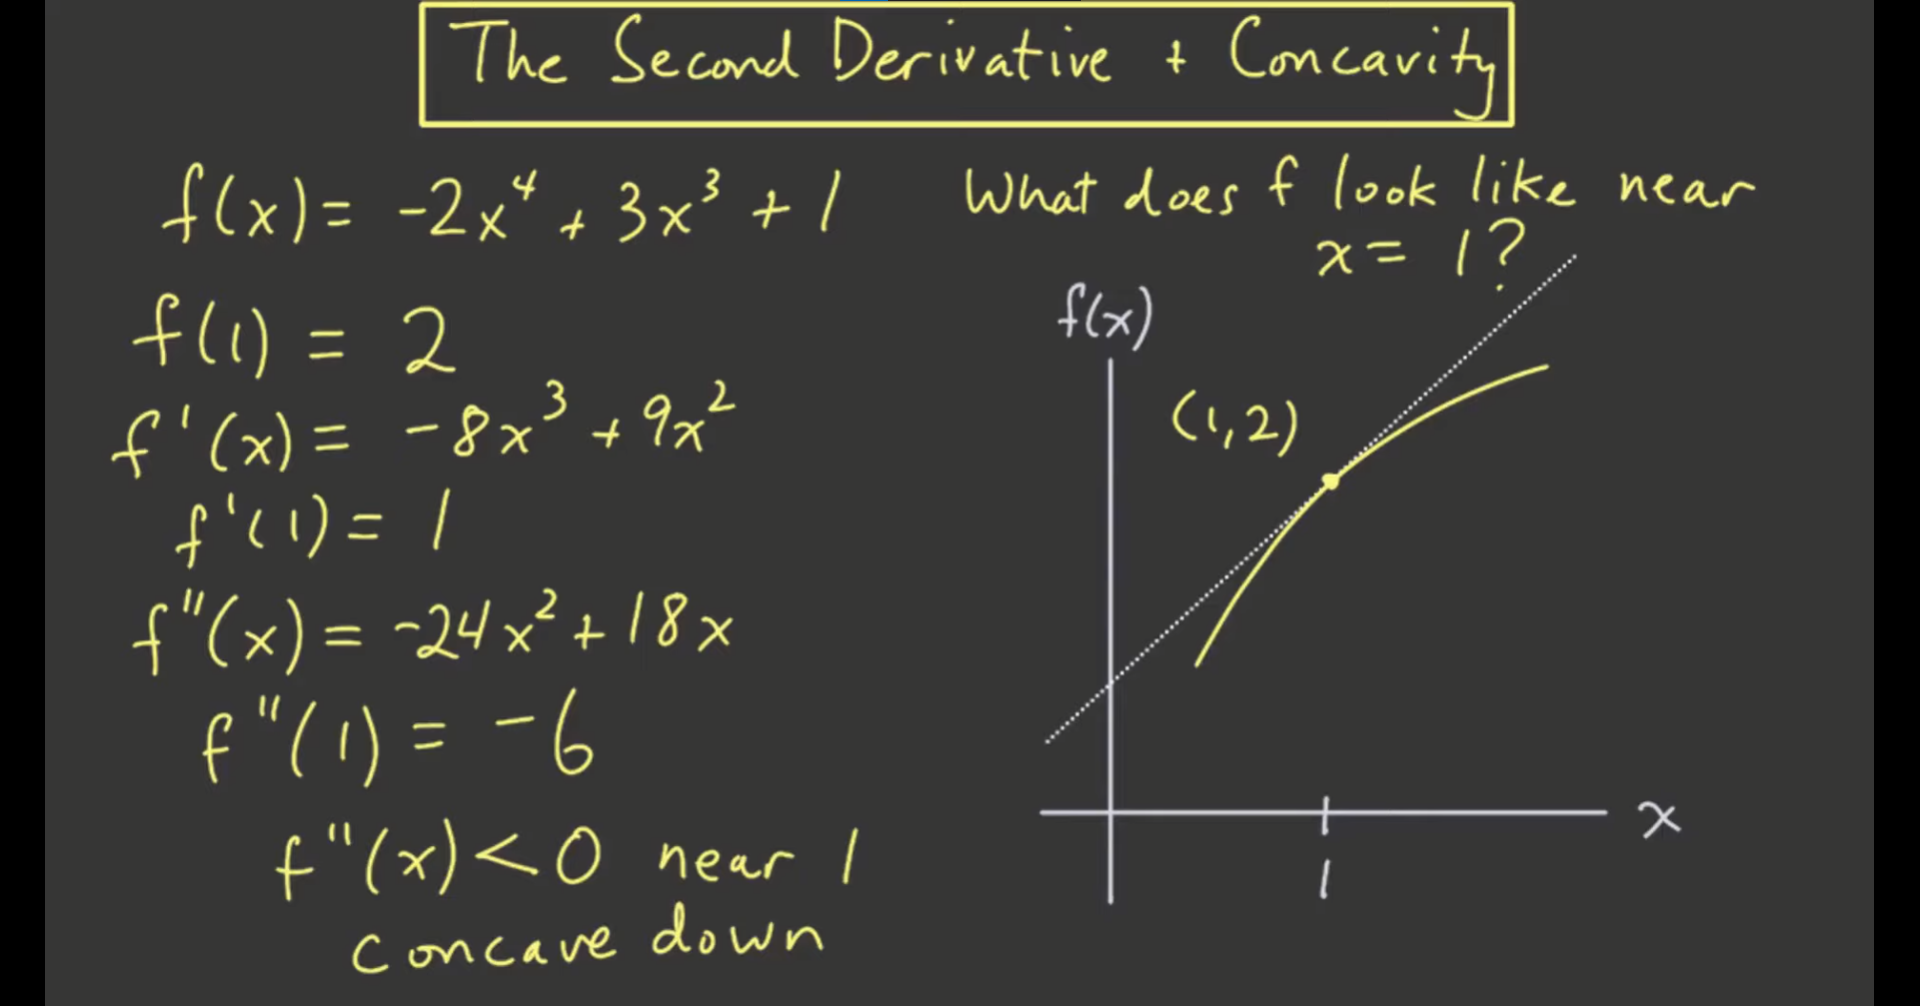 The Second Derivative + Concavity
f(x) = -2x⁴ + 3x³ + 1
f(1) = 2
f'(x) = -8x³ + 9x²
f'(1) = 1
f"(x) = -24x² + 18x
f"(1) = -6
f"(x) < 0 near 1
concave down
What does f look like near
x = 1?
f(x)
(1,2)
x
1